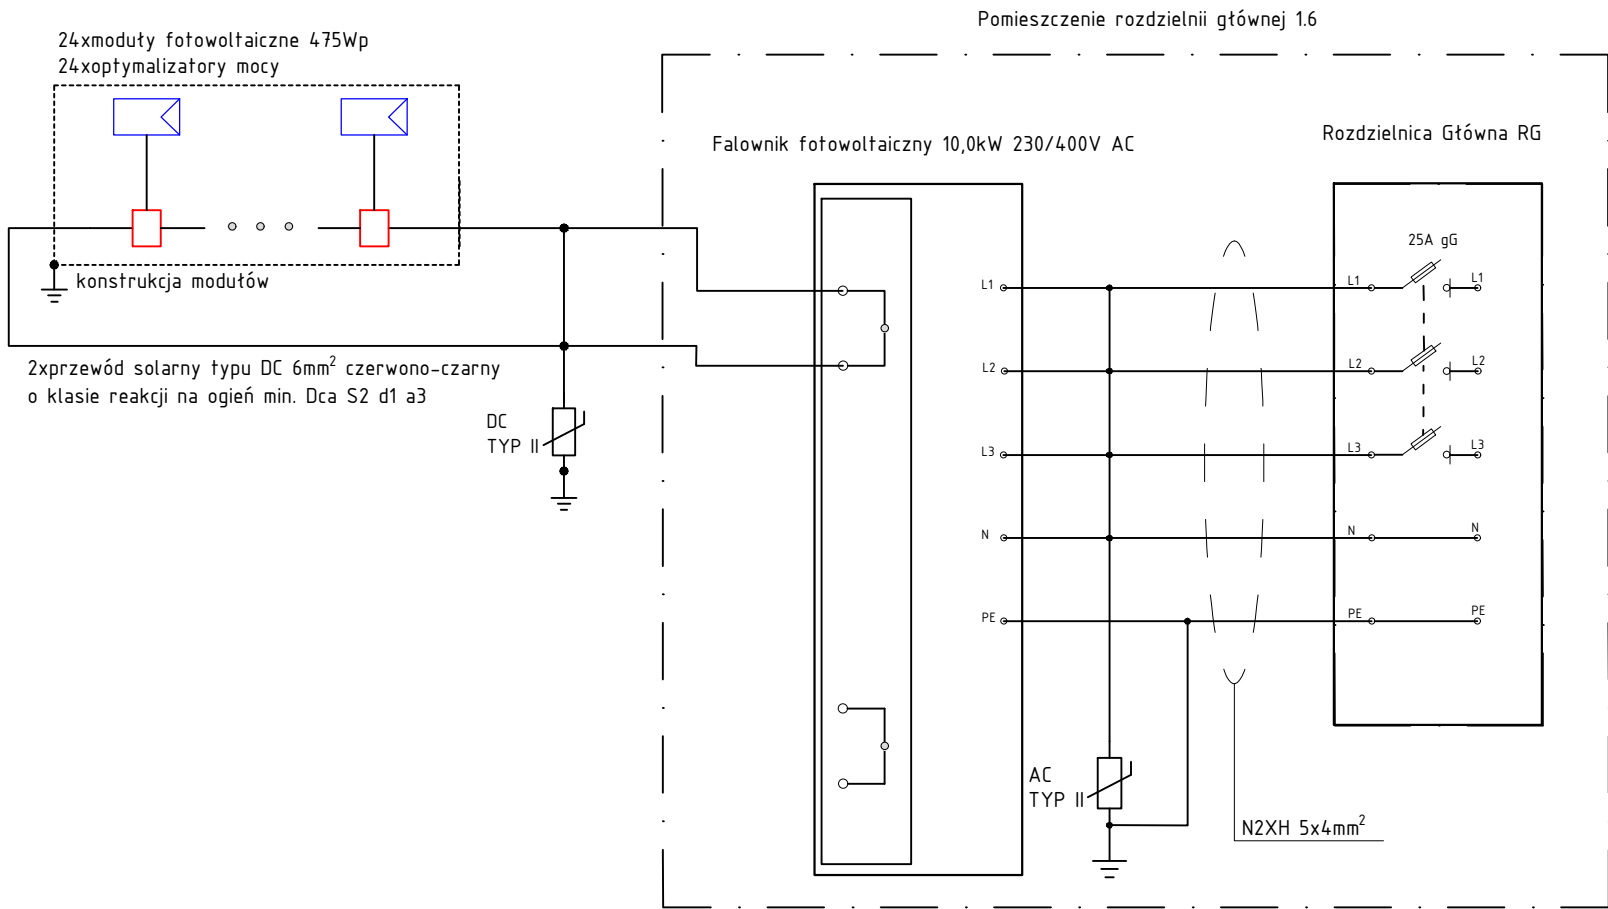 Pomieszczenie rozdzielnii głównej 1.6
24xmoduły fotowoltaiczne 475Wp
24xoptymalizatory mocy
Falownik fotowoltaiczny 10,0kW 230/400V AC
Rozdzielnica Główna RG
konstrukcja modułów
2xprzewód solarny typu DC 6mm² czerwono-czarny
o klasie reakcji na ogień min. Dca S2 d1 a3
DC
TYP II
25A gG
L1 L1 L1
L2 L2 L2
L3 L3 L3
N N N
PE PE PE
AC
TYP II
N2XH 5x4mm²